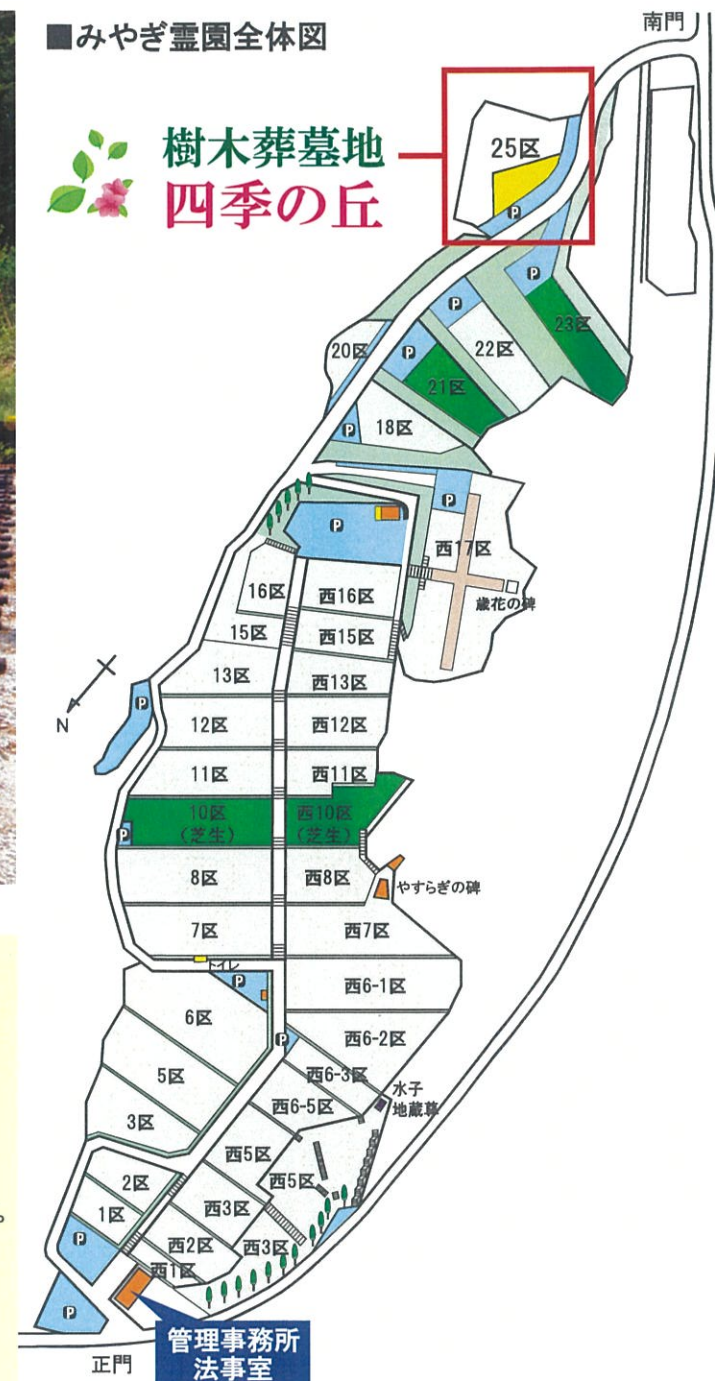 ■みやぎ霊園全体図
南門
樹木葬墓地
四季の丘
25区
P
P
P
23区
22区
20区
P
21区
P
18区
P
P
西17区
歳花の碑
16区
西16区
15区
西15区
13区
西13区
P
N
12区
西12区
11区
西11区
10区
(芝生)
西10区
(芝生)
P
8区
西8区
やすらぎの碑
7区
西7区
トイレ
P
西6-1区
6区
西6-2区
P
5区
西6-3区
水子
地蔵尊
3区
西6-5区
西5区
西5区
2区
西3区
1区
西2区
西3区
P
西1区
P
管理事務所
法事室
正門
。